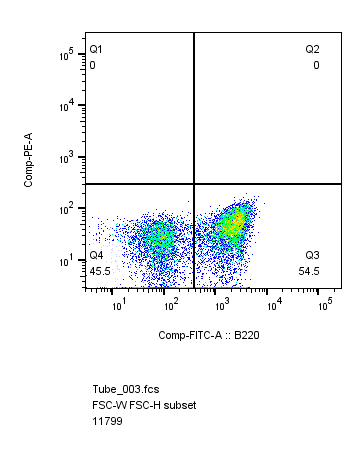 Q1
0
Q2
0
10^5
10^4
10^3
10^2
10^1
Comp-PE-A
Q4
45.5
Q3
54.5
10^1 10^2 10^3 10^4 10^5
Comp-FITC-A :: B220
Tube_003.fcs
FSC-W FSC-H subset
11799